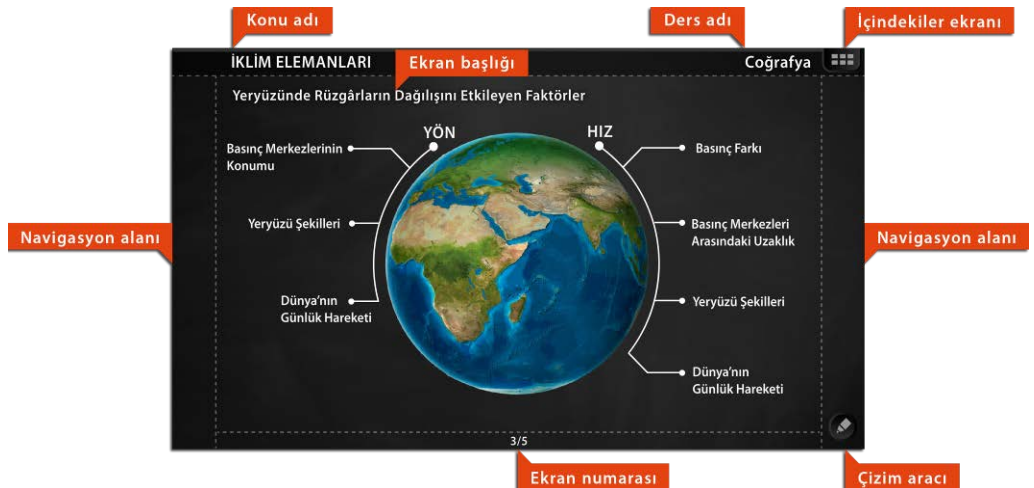 Konu adı
Ders adı
İçindekiler ekranı
İKLİM ELEMANLARI
Ekran başlığı
Coğrafya
Yeryüzünde Rüzgârların Dağılışını Etkileyen Faktörler
YÖN
HIZ
Basınç Merkezlerinin
Konumu
Basınç Farkı
Yeryüzü Şekilleri
Basınç Merkezleri
Arasındaki Uzaklık
Navigasyon alanı
Navigasyon alanı
Dünya'nın
Günlük Hareketi
Yeryüzü Şekilleri
Dünya'nın
Günlük Hareketi
3/5
Ekran numarası
Çizim aracı